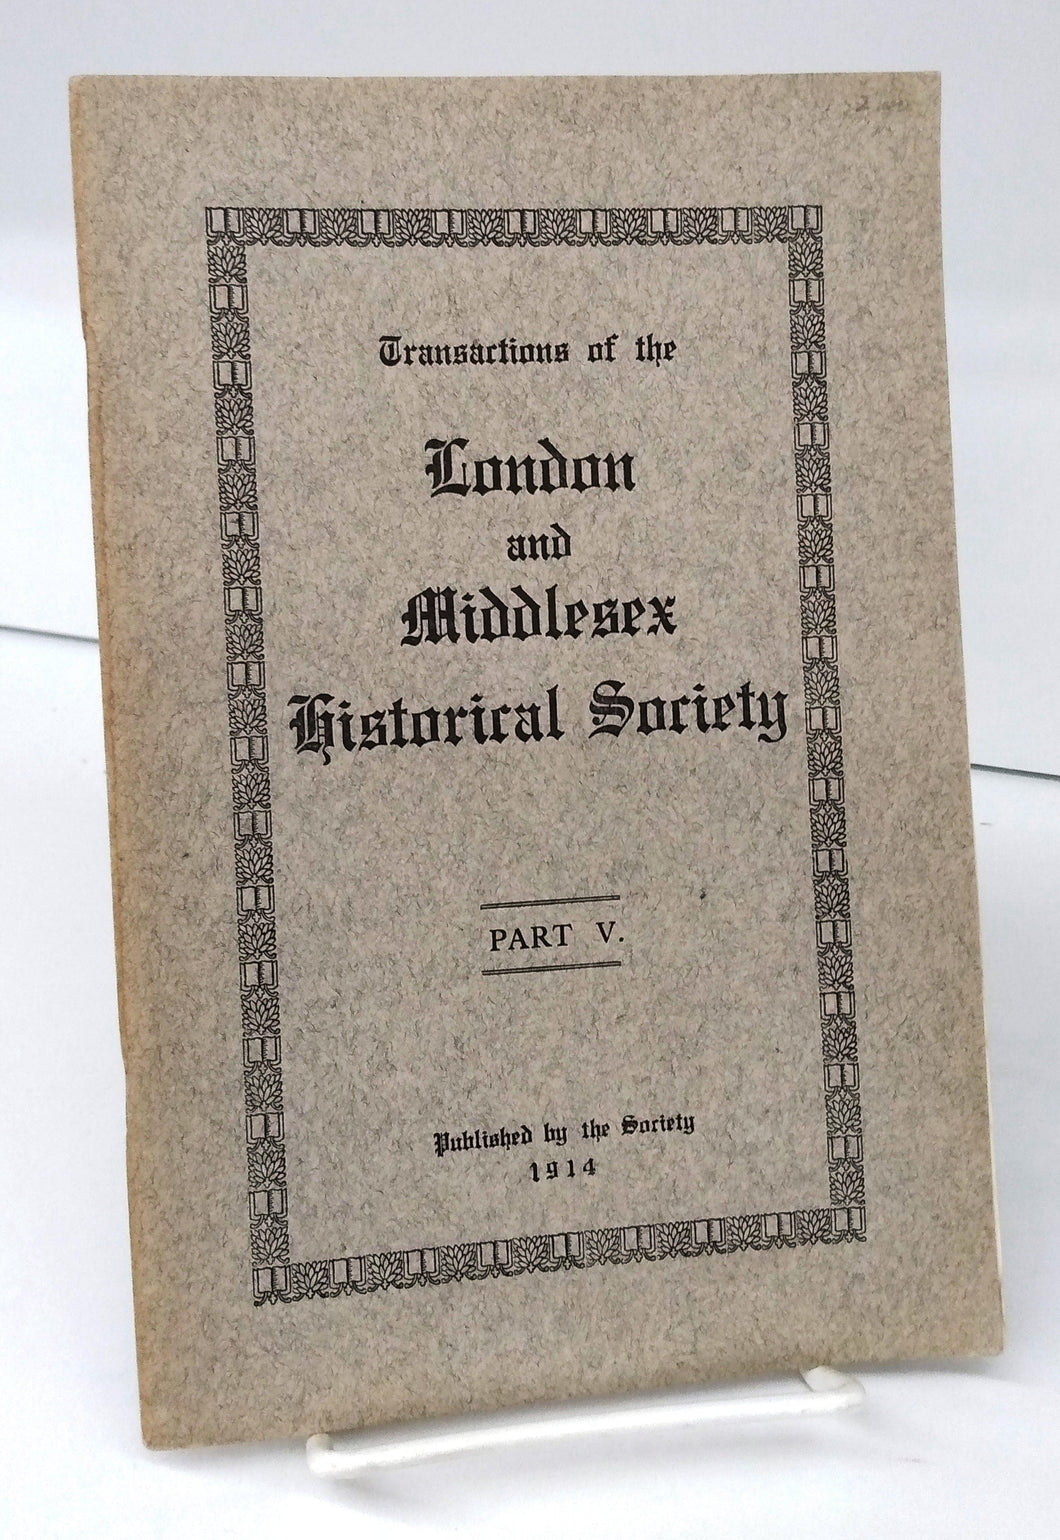 Transactions of the
London
and
Middlesex
Historical Society
PART V.
Published by the Society
1914